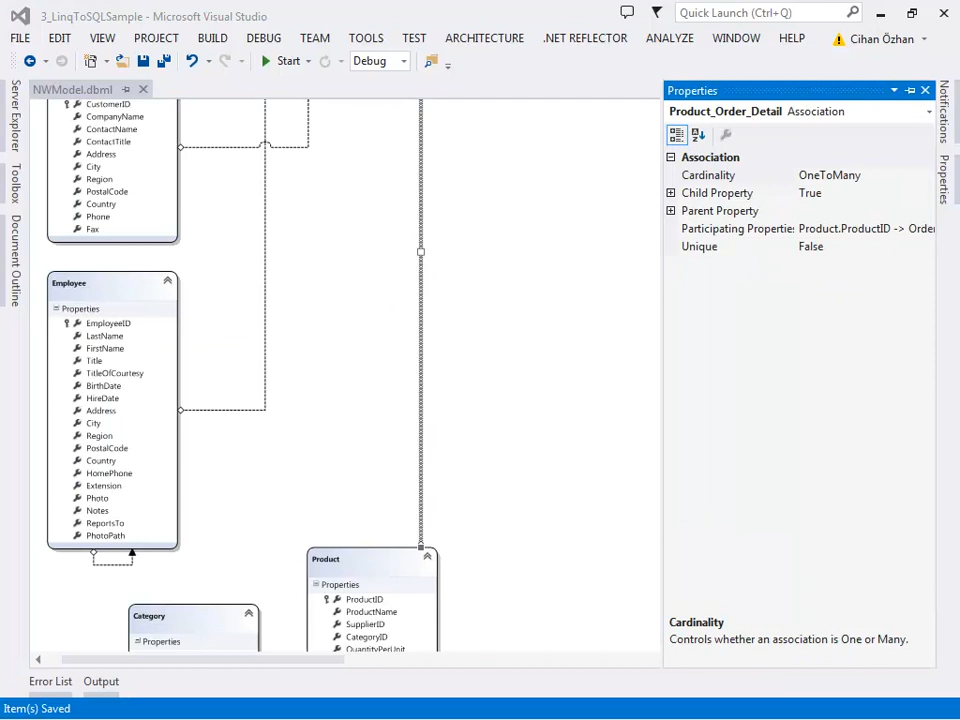 3_LinqToSQLSample - Microsoft Visual Studio
Quick Launch (Ctrl+Q)
FILE EDIT VIEW PROJECT BUILD DEBUG TEAM TOOLS TEST ARCHITECTURE .NET REFLECTOR ANALYZE WINDOW HELP Cihan Özhan
Start Debug
Server Explorer
Toolbox
Document Outline
NWModel.dbml
CustomerID
CompanyName
ContactName
ContactTitle
Address
City
Region
PostalCode
Country
Phone
Fax
Employee
Properties
EmployeeID
LastName
FirstName
Title
TitleOfCourtesy
BirthDate
HireDate
Address
City
Region
PostalCode
Country
HomePhone
Extension
Photo
Notes
ReportsTo
PhotoPath
Category
Properties
Product
Properties
ProductID
ProductName
SupplierID
CategoryID
QuantityPerUnit
Properties
Product_Order_Detail Association
Association
Cardinality OneToMany
Child Property True
Parent Property
Participating Properties Product.ProductID -> Order
Unique False
Cardinality
Controls whether an association is One or Many.
Notifications
Properties
Error List Output
Item(s) Saved